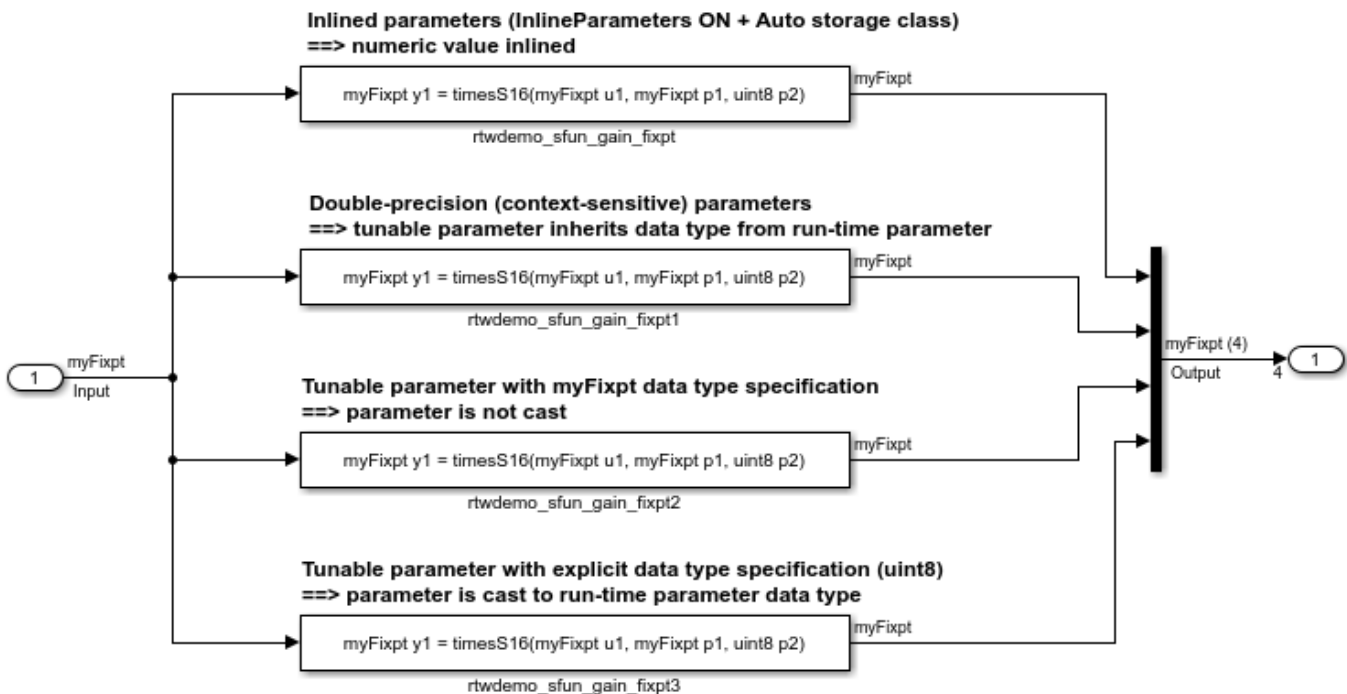 Inlined parameters (InlineParameters ON + Auto storage class)
==> numeric value inlined
myFixpt y1 = timesS16(myFixpt u1, myFixpt p1, uint8 p2)
myFixpt
rtwdemo_sfun_gain_fixpt
Double-precision (context-sensitive) parameters
==> tunable parameter inherits data type from run-time parameter
myFixpt y1 = timesS16(myFixpt u1, myFixpt p1, uint8 p2)
myFixpt
rtwdemo_sfun_gain_fixpt1
1
myFixpt
Input
myFixpt (4)
Output
4
1
Tunable parameter with myFixpt data type specification
==> parameter is not cast
myFixpt y1 = timesS16(myFixpt u1, myFixpt p1, uint8 p2)
myFixpt
rtwdemo_sfun_gain_fixpt2
Tunable parameter with explicit data type specification (uint8)
==> parameter is cast to run-time parameter data type
myFixpt y1 = timesS16(myFixpt u1, myFixpt p1, uint8 p2)
myFixpt
rtwdemo_sfun_gain_fixpt3